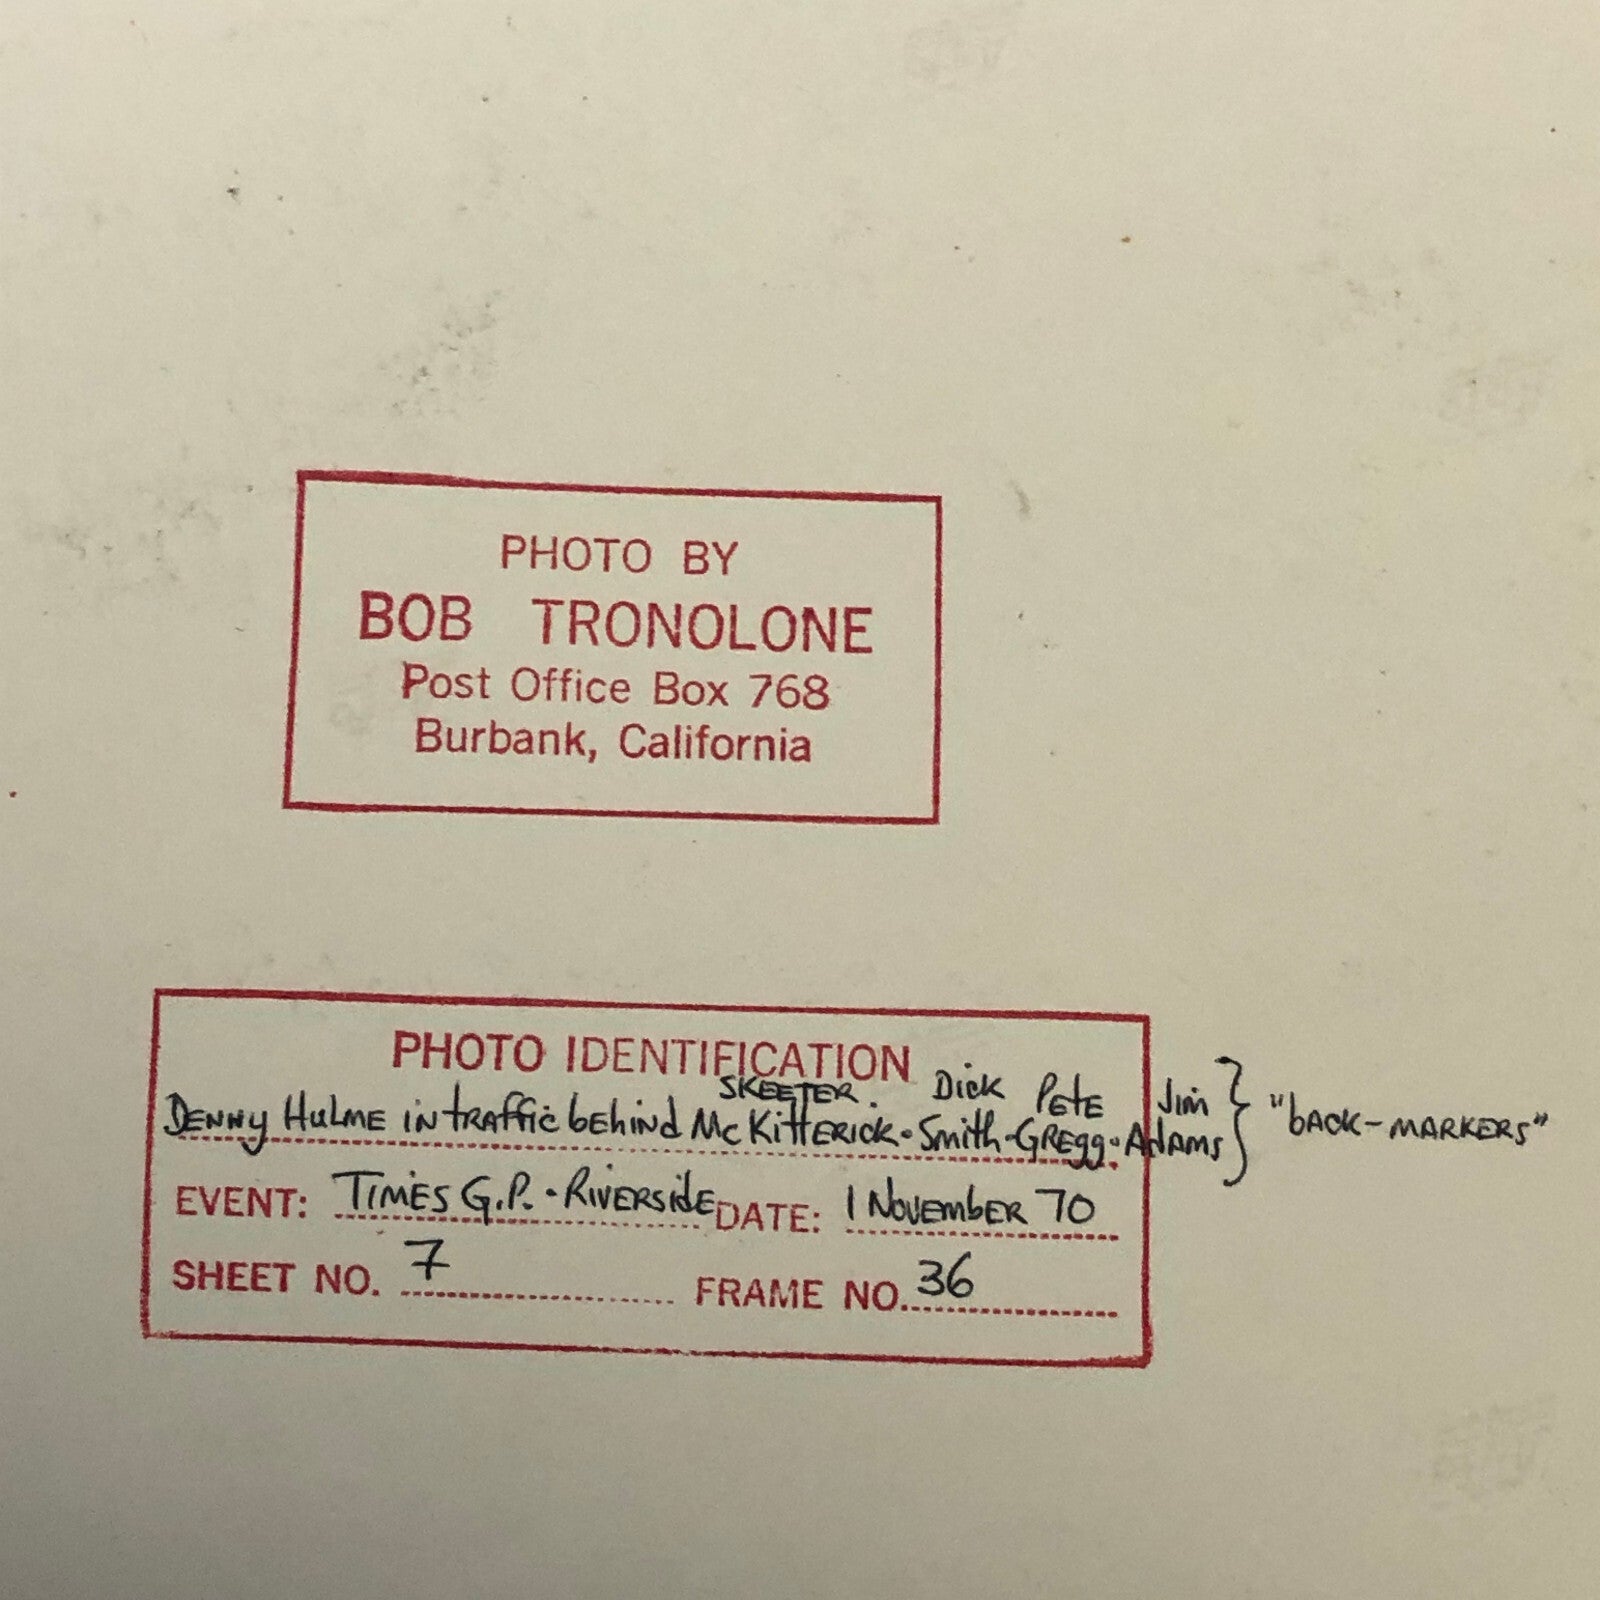 PHOTO BY
BOB TRONOLONE
Post Office Box 768
Burbank, California
PHOTO IDENTIFICATION
SKEETER. Dick Pete Jim
Denny Hulme in traffic behind McKitterick·Smith-Gregg·Adams} "back-markers"
EVENT: Times G.P.·Riverside DATE: 1 November 70
SHEET NO. 7 FRAME NO. 36